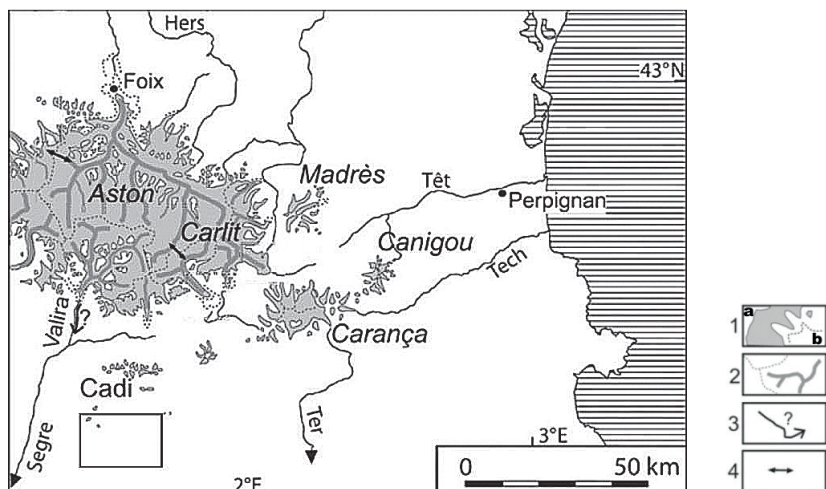 Hers
43°N
Foix
Madrès
Aston
Têt
Perpignan
Carlit
Canigou
Tech
Valira
?
Carança
Cadi
Ter
Segre
3°E
0 50 km
2°E
1 a b
2
3 ?
4